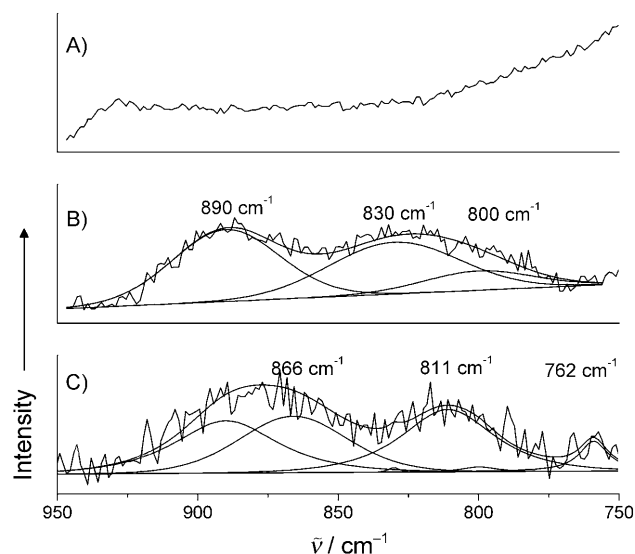 A)
B)
890 cm⁻¹
830 cm⁻¹
800 cm⁻¹
C)
866 cm⁻¹
811 cm⁻¹
762 cm⁻¹
Intensity
950
900
850
800
750
ṽ / cm⁻¹